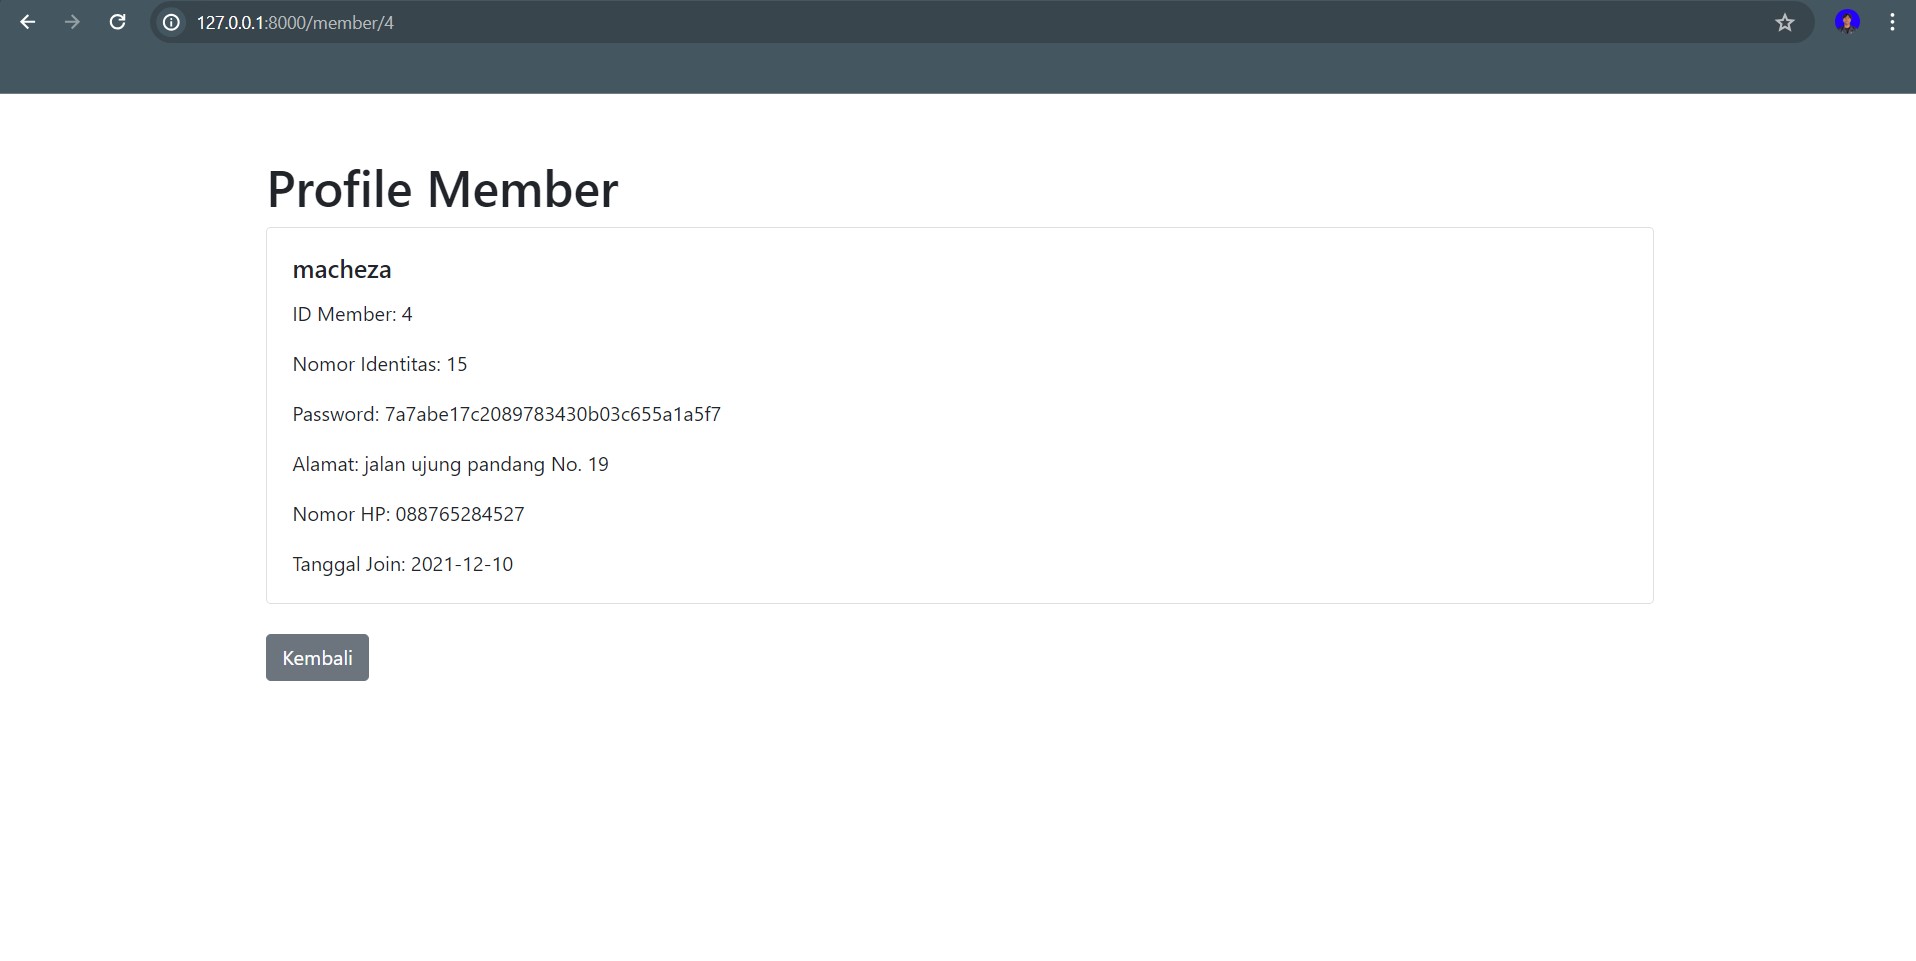 127.0.0.1:8000/member/4
Profile Member
macheza
ID Member: 4
Nomor Identitas: 15
Password: 7a7abe17c2089783430b03c655a1a5f7
Alamat: jalan ujung pandang No. 19
Nomor HP: 088765284527
Tanggal Join: 2021-12-10
Kembali